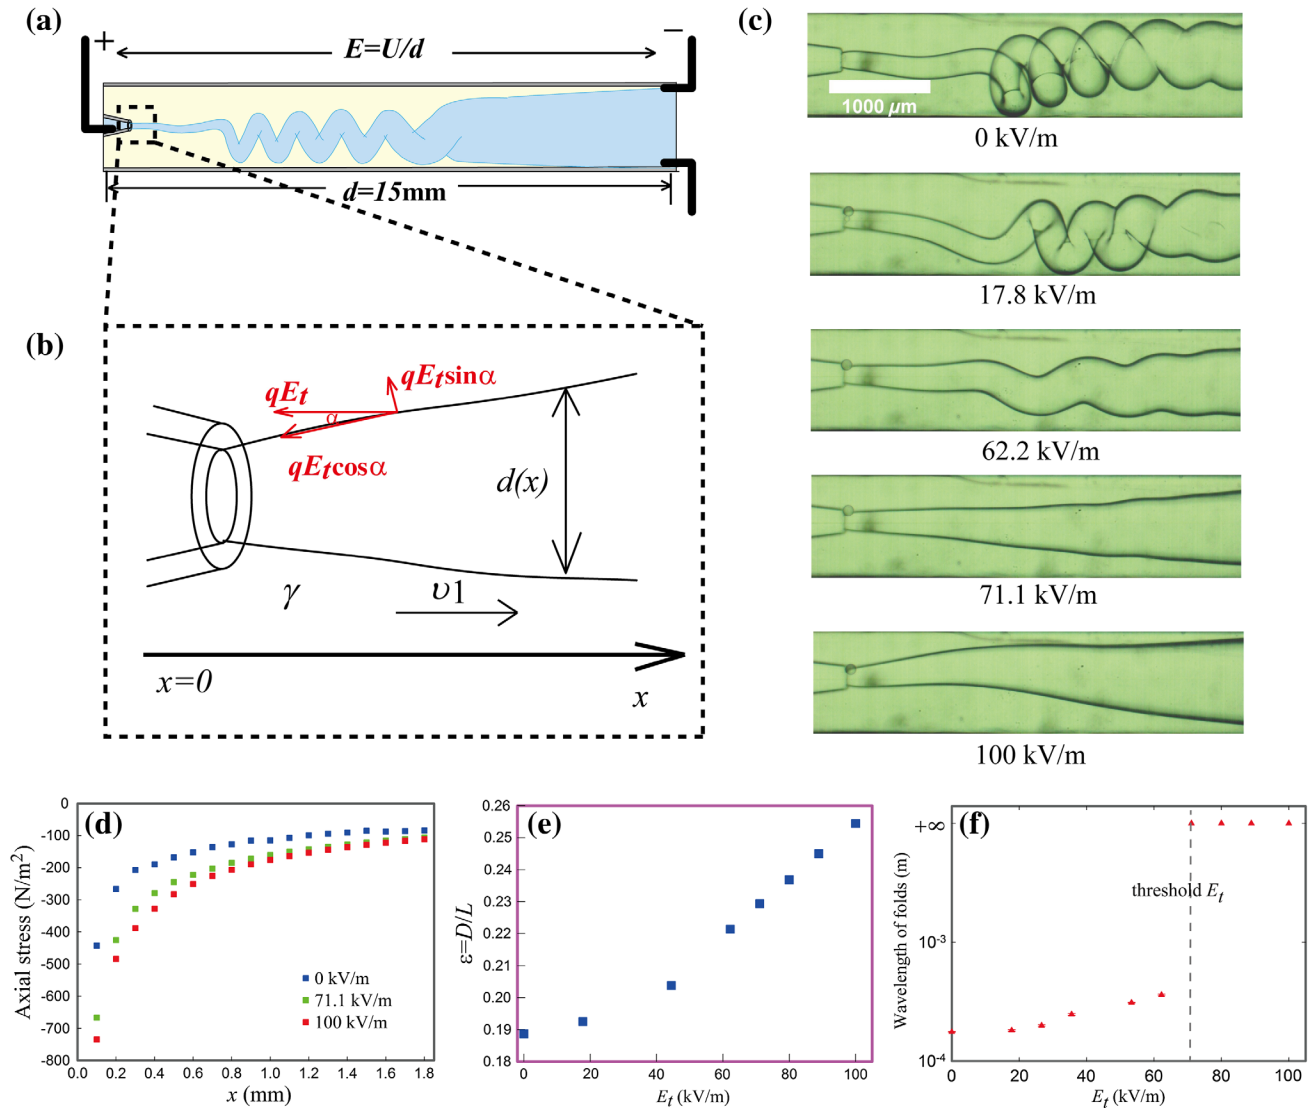 (a)
+
E=U/d
−
d=15mm
(b)
qEₜ
α
qEₜsinα
qEₜcosα
d(x)
γ
υ1
x=0
x
(c)
1000 μm
0 kV/m
17.8 kV/m
62.2 kV/m
71.1 kV/m
100 kV/m
(d)
Axial stress (N/m²)
0
-100
-200
-300
-400
-500
-600
-700
-800
0 kV/m
71.1 kV/m
100 kV/m
0.0 0.2 0.4 0.6 0.8 1.0 1.2 1.4 1.6 1.8
x (mm)
(e)
ε=D/L
0.26
0.25
0.24
0.23
0.22
0.21
0.20
0.19
0.18
0 20 40 60 80 100
Eₜ (kV/m)
(f)
Wavelength of folds (m)
+∞
10⁻³
10⁻⁴
threshold Eₜ
0 20 40 60 80 100
Eₜ (kV/m)